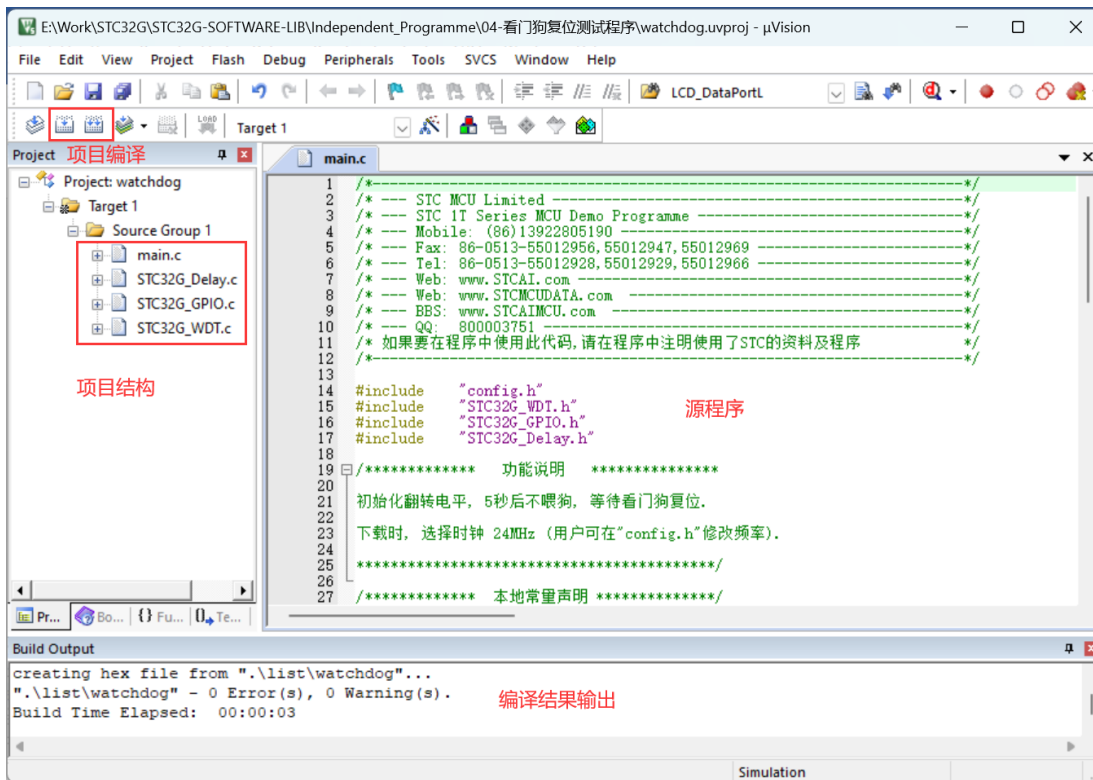 E:\Work\STC32G\STC32G-SOFTWARE-LIB\Independent_Programme\04-看门狗复位测试程序\watchdog.uvproj - µVision
File Edit View Project Flash Debug Peripherals Tools SVCS Window Help
LCD_DataPortL
LOAD Target 1
Project 项目编译
main.c
Project: watchdog
Target 1
Source Group 1
main.c
STC32G_Delay.c
STC32G_GPIO.c
STC32G_WDT.c
项目结构
1 /*---------------------------------------------------------------------*/
2 /* --- STC MCU Limited ------------------------------------------------*/
3 /* --- STC 1T Series MCU Demo Programme -------------------------------*/
4 /* --- Mobile: (86)13922805190 ----------------------------------------*/
5 /* --- Fax: 86-0513-55012956,55012947,55012969 ------------------------*/
6 /* --- Tel: 86-0513-55012928,55012929,55012966 ------------------------*/
7 /* --- Web: www.STCAI.com ---------------------------------------------*/
8 /* --- Web: www.STCMCUDATA.com ---------------------------------------*/
9 /* --- BBS: www.STCAIMCU.com -----------------------------------------*/
10 /* --- QQ: 800003751 -------------------------------------------------*/
11 /* 如果要在程序中使用此代码,请在程序中注明使用了STC的资料及程序 */
12 /*---------------------------------------------------------------------*/
13
14 #include "config.h"
15 #include "STC32G_WDT.h"
16 #include "STC32G_GPIO.h"
17 #include "STC32G_Delay.h"
源程序
18
19 /************* 功能说明 ***************
20
21 初始化翻转电平, 5秒后不喂狗, 等待看门狗复位.
22
23 下载时, 选择时钟 24MHz (用户可在"config.h"修改频率).
24
25 ******************************************/
26
27 /************* 本地常量声明 **************/
Pr... Bo... {} Fu... Te...
Build Output
creating hex file from ".\list\watchdog"...
".\list\watchdog" - 0 Error(s), 0 Warning(s).
Build Time Elapsed: 00:00:03
编译结果输出
Simulation